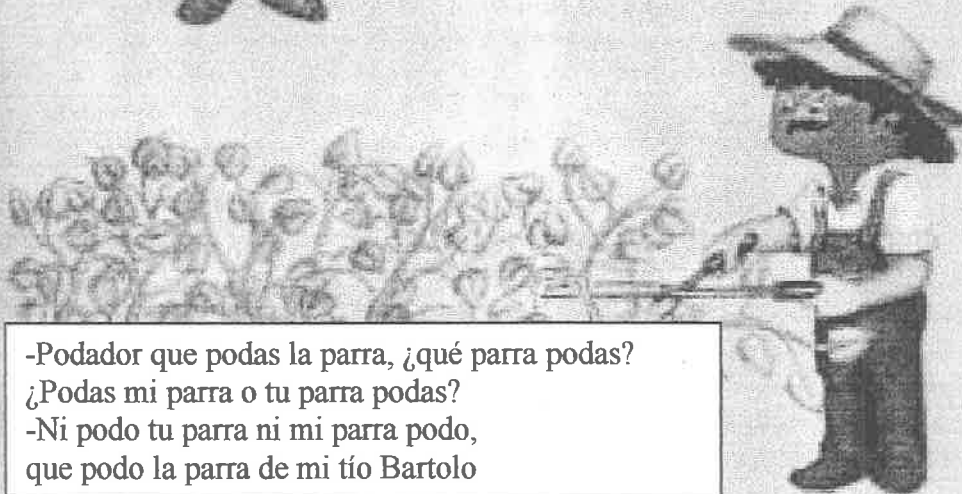 -Podador que podas la parra, ¿qué parra podas?
¿Podas mi parra o tu parra podas?
-Ni podo tu parra ni mi parra podo,
que podo la parra de mi tío Bartolo